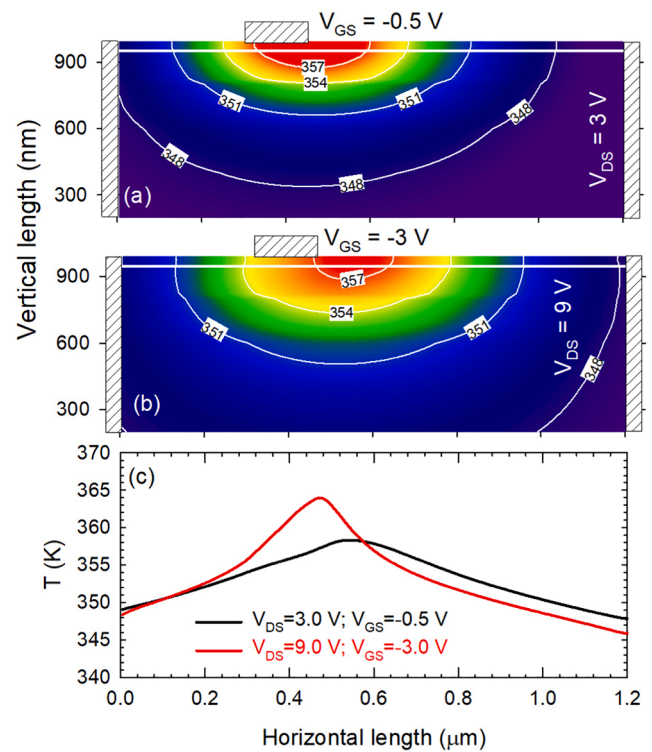 V_GS = -0.5 V
900
600
300
Vertical length (nm)
357
354
351
351
348
348
348
(a)
V_DS = 3 V
V_GS = -3 V
900
600
300
357
354
351
351
348
(b)
V_DS = 9 V
370
365
360
355
350
345
340
T (K)
(c)
V_DS=3.0 V; V_GS=-0.5 V
V_DS=9.0 V; V_GS=-3.0 V
0.0 0.2 0.4 0.6 0.8 1.0 1.2
Horizontal length (μm)